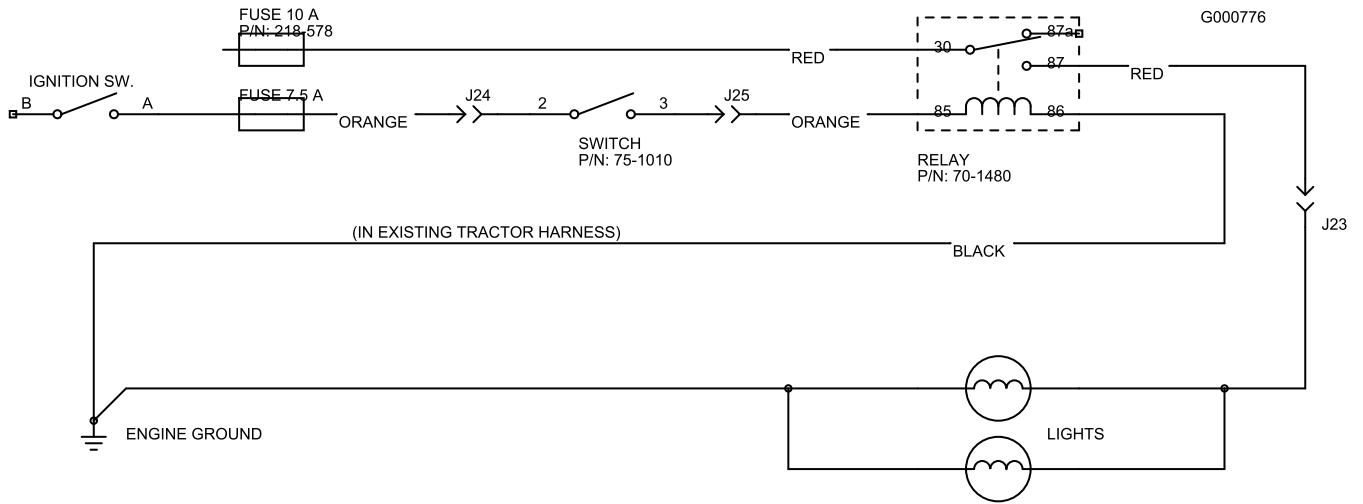 FUSE 10 A
P/N: 218-578
G000776
87a
30
RED
87
RED
IGNITION SW.
B
A
FUSE 7.5 A
ORANGE
J24
2
3
J25
ORANGE
85
86
SWITCH
P/N: 75-1010
RELAY
P/N: 70-1480
J23
(IN EXISTING TRACTOR HARNESS)
BLACK
ENGINE GROUND
LIGHTS